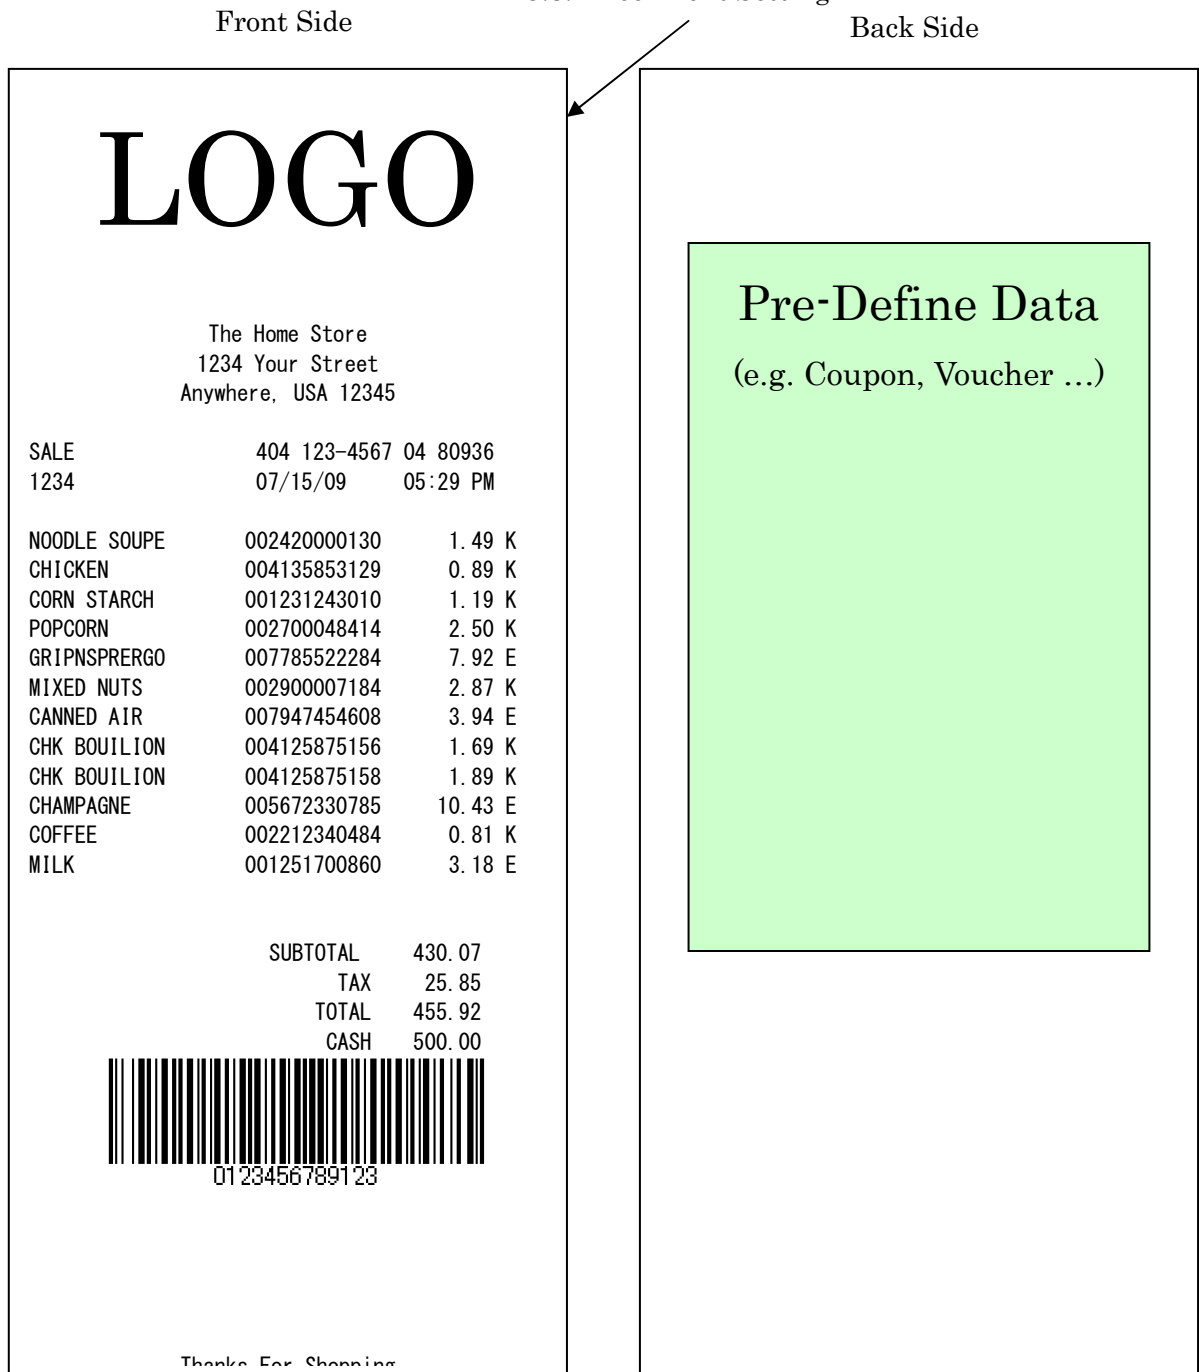 Front Side
Back Side
LOGO
The Home Store
1234 Your Street
Anywhere, USA 12345
SALE 404 123-4567 04 80936
1234 07/15/09 05:29 PM
NOODLE SOUPE 002420000130 1.49 K
CHICKEN 004135853129 0.89 K
CORN STARCH 001231243010 1.19 K
POPCORN 002700048414 2.50 K
GRIPNSPRERGO 007785522284 7.92 E
MIXED NUTS 002900007184 2.87 K
CANNED AIR 007947454608 3.94 E
CHK BOUILION 004125875156 1.69 K
CHK BOUILION 004125875158 1.89 K
CHAMPAGNE 005672330785 10.43 E
COFFEE 002212340484 0.81 K
MILK 001251700860 3.18 E
SUBTOTAL 430.07
TAX 25.85
TOTAL 455.92
CASH 500.00
0123456789123
Thanks For Shopping
Pre-Define Data
(e.g. Coupon, Voucher …)